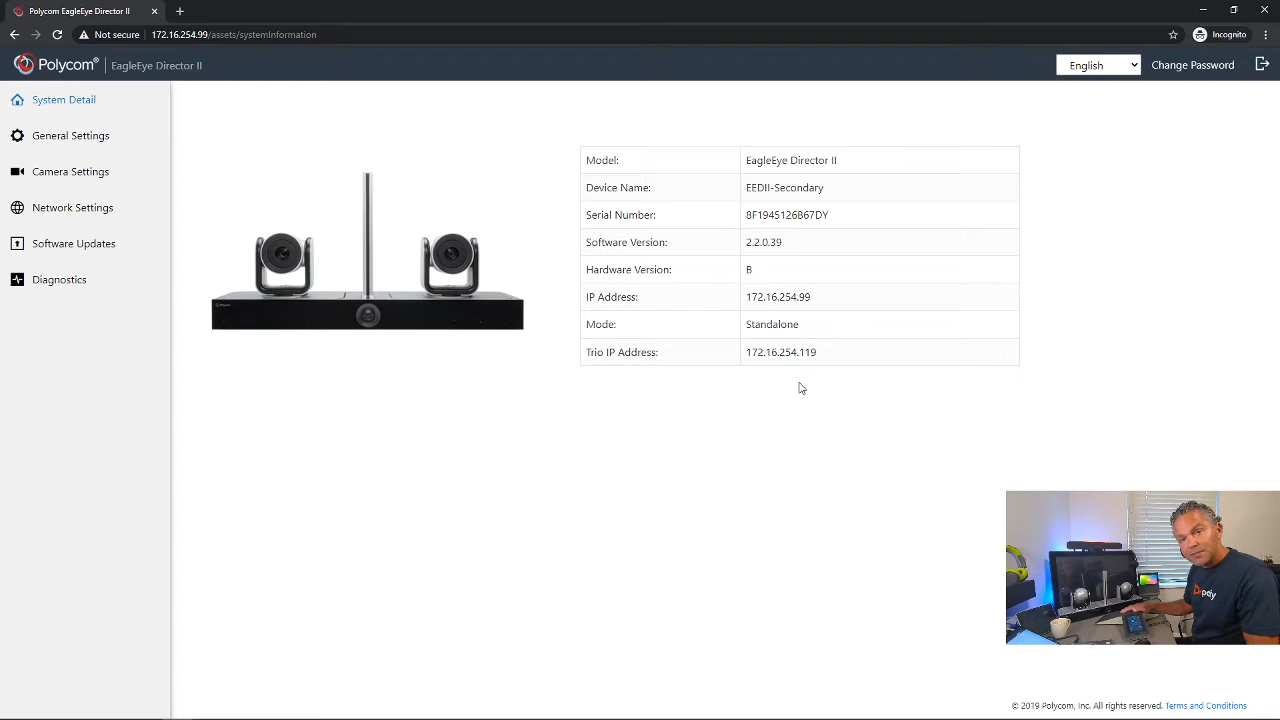 Polycom EagleEye Director II
Not secure 172.16.254.99/assets/systemInformation Incognito
Polycom® EagleEye Director II English Change Password
System Detail
General Settings
Camera Settings
Network Settings
Software Updates
Diagnostics
Model: EagleEye Director II
Device Name: EEDII-Secondary
Serial Number: 8F1945126B67DY
Software Version: 2.2.0.39
Hardware Version: B
IP Address: 172.16.254.99
Mode: Standalone
Trio IP Address: 172.16.254.119
poly
© 2019 Polycom, Inc. All rights reserved. Terms and Conditions